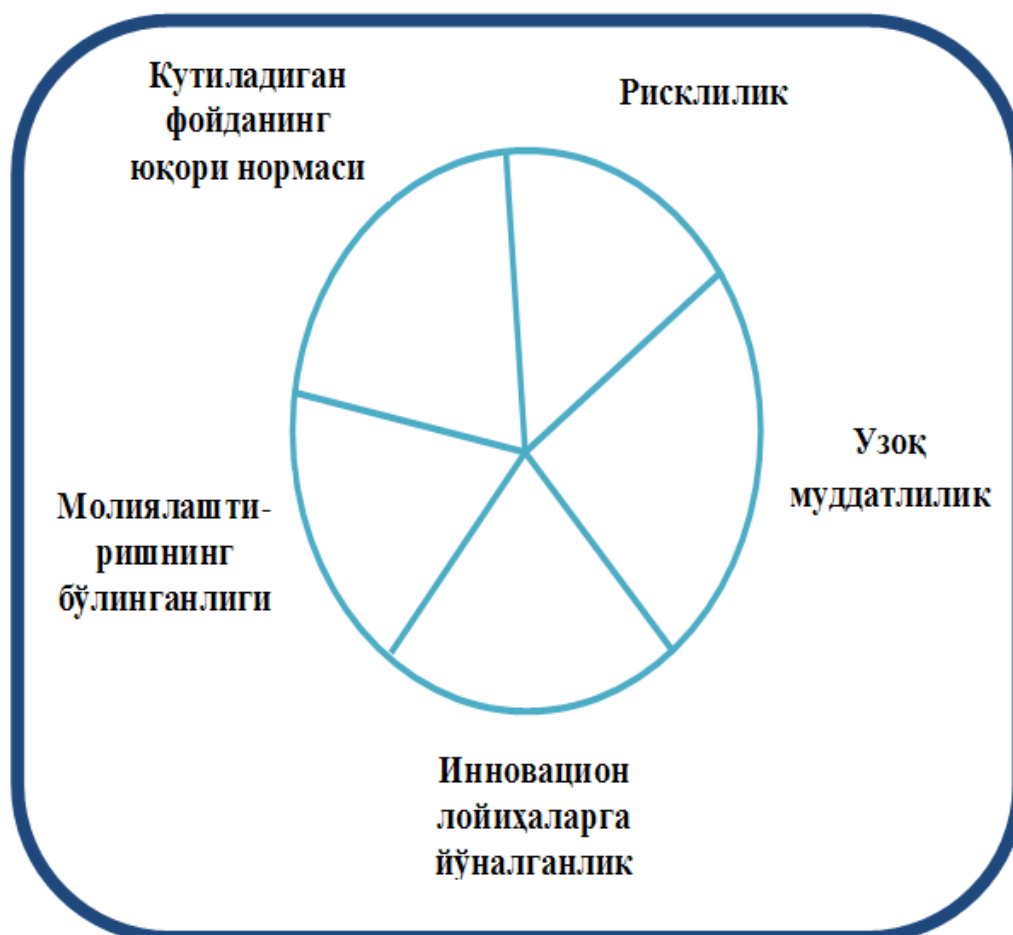 Кутиладиган
фойданинг
юқори нормаси
Рисклилик
Узоқ
муддатлилик
Молиялашти-
ришнинг
бўлинганлиги
Инновацион
лойиҳаларга
йўналганлик